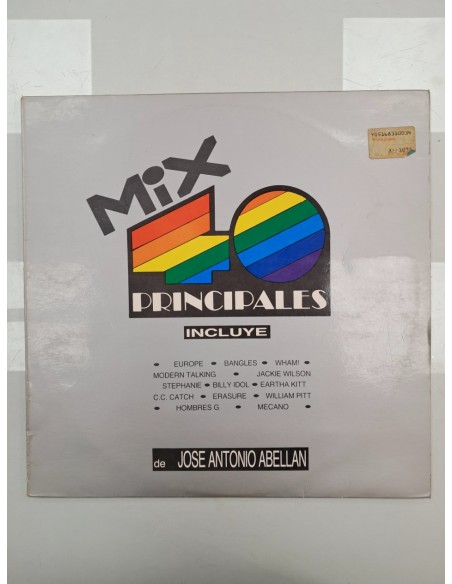 MiX
40
PRINCIPALES
INCLUYE
• EUROPE • BANGLES • WHAM! •
MODERN TALKING • JACKIE WILSON
STEPHANIE • BILLY IDOL • EARTHA KITT
C.C. CATCH • ERASURE • WILLIAM PITT
• HOMBRES G • MECANO •
de JOSE ANTONIO ABELLAN